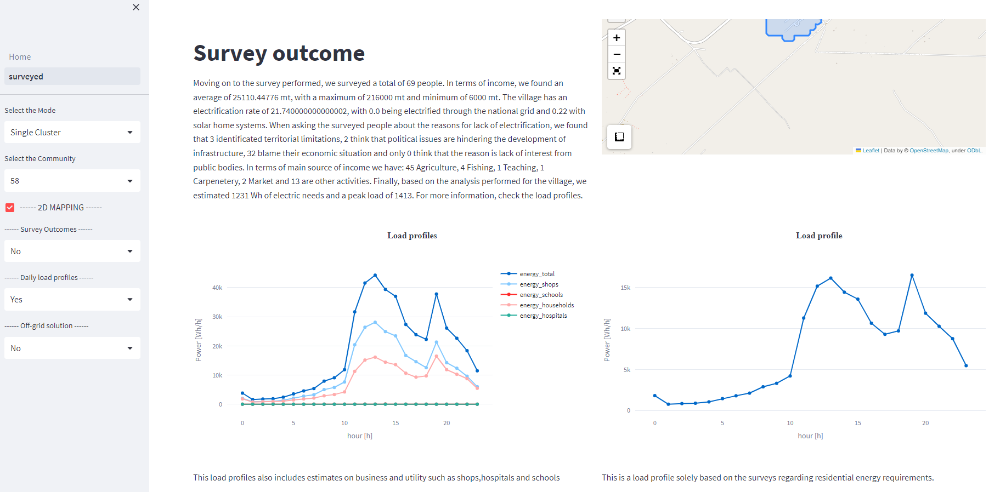 Home
surveyed
Select the Mode
Single Cluster
Select the Community
58
------ 2D MAPPING ------
------ Survey Outcomes ------
No
------ Daily load profiles ------
Yes
------ Off-grid solution ------
No
Survey outcome
Moving on to the survey performed, we surveyed a total of 69 people. In terms of income, we found an
average of 25110.44776 mt, with a maximum of 216000 mt and minimum of 6000 mt. The village has an
electrification rate of 21.740000000000002, with 0.0 being electrified through the national grid and 0.22 with
solar home systems. When asking the surveyed people about the reasons for lack of electrification, we found
that 3 identificated territorial limitations, 2 think that political issues are hindering the development of
infrastructure, 32 blame their economic situation and only 0 think that the reason is lack of interest from
public bodies. In terms of main source of income we have: 45 Agriculture, 4 Fishing, 1 Teaching, 1
Carpenetery, 2 Market and 13 are other activities. Finally, based on the analysis performed for the village, we
estimated 1231 Wh of electric needs and a peak load of 1413. For more information, check the load profiles.
+
−
Leaflet | Data by © OpenStreetMap, under ODbL.
Load profiles
Power [Wh/h]
40k
30k
20k
10k
0
0 5 10 15 20
hour [h]
energy_total
energy_shops
energy_schools
energy_households
energy_hospitals
This load profiles also includes estimates on business and utility such as shops,hospitals and schools
Load profile
Power [Wh/h]
15k
10k
5k
0
0 5 10 15 20
hour [h]
This is a load profile solely based on the surveys regarding residential energy requirements.